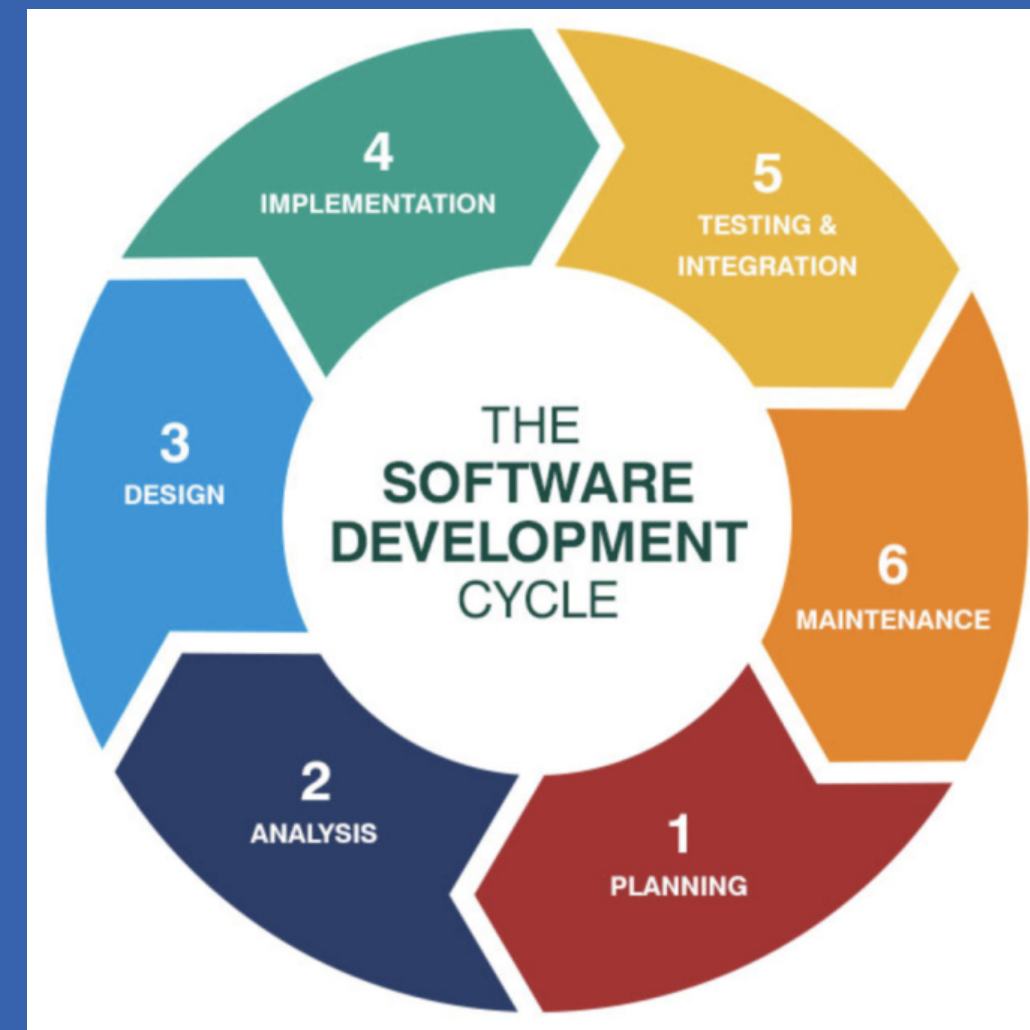 THE
SOFTWARE
DEVELOPMENT
CYCLE
1
PLANNING
2
ANALYSIS
3
DESIGN
4
IMPLEMENTATION
5
TESTING &
INTEGRATION
6
MAINTENANCE